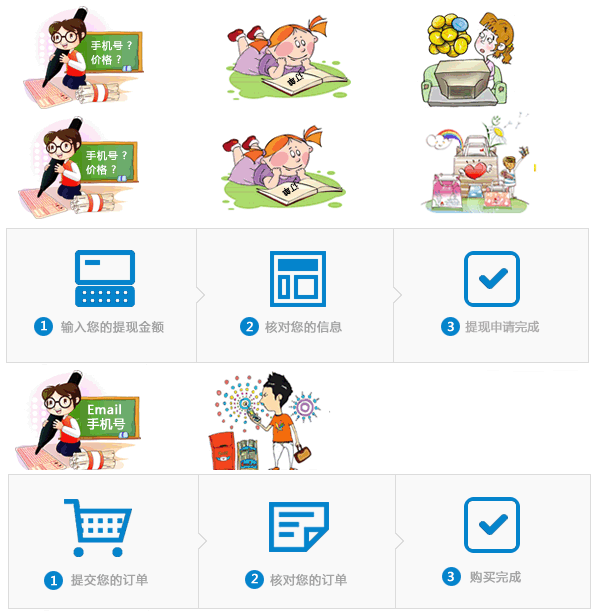 手机号？
价格？
订单
手机号？
价格？
订单
1 输入您的提现金额
2 核对您的信息
3 提现申请完成
Email
手机号
1 提交您的订单
2 核对您的订单
3 购买完成